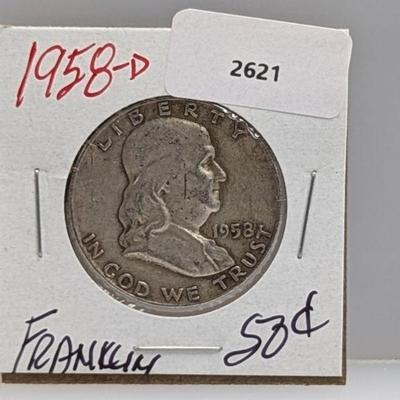 1958-D
2621
LIBERTY
1958
IN GOD WE TRUST
FRANKLIN
50¢